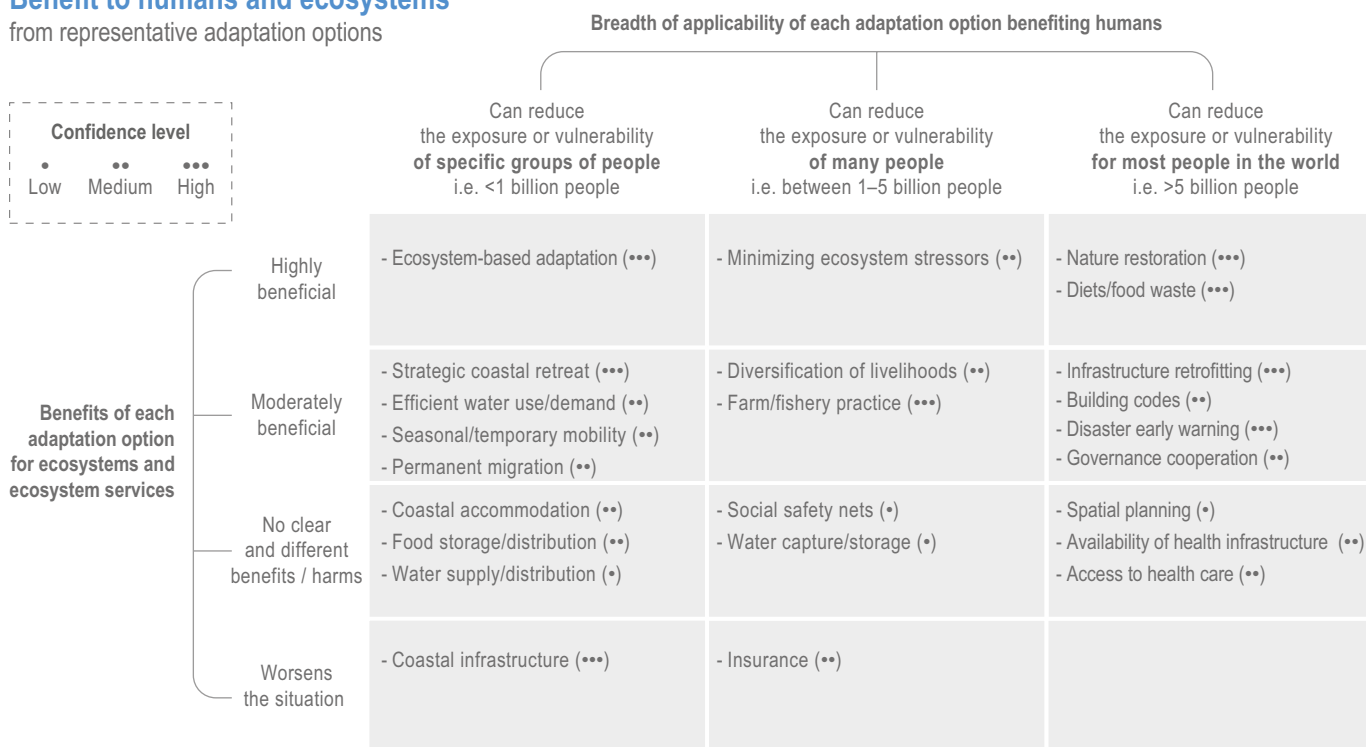 Benefit to humans and ecosystems
from representative adaptation options
Breadth of applicability of each adaptation option benefiting humans
Confidence level
• •• •••
Low Medium High
Can reduce
the exposure or vulnerability
of specific groups of people
i.e. <1 billion people
Can reduce
the exposure or vulnerability
of many people
i.e. between 1–5 billion people
Can reduce
the exposure or vulnerability
for most people in the world
i.e. >5 billion people
Benefits of each
adaptation option
for ecosystems and
ecosystem services
Highly
beneficial
- Ecosystem-based adaptation (•••)
- Minimizing ecosystem stressors (••)
- Nature restoration (•••)
- Diets/food waste (•••)
Moderately
beneficial
- Strategic coastal retreat (•••)
- Efficient water use/demand (••)
- Seasonal/temporary mobility (••)
- Permanent migration (••)
- Diversification of livelihoods (••)
- Farm/fishery practice (•••)
- Infrastructure retrofitting (•••)
- Building codes (••)
- Disaster early warning (•••)
- Governance cooperation (••)
No clear
and different
benefits / harms
- Coastal accommodation (••)
- Food storage/distribution (••)
- Water supply/distribution (•)
- Social safety nets (•)
- Water capture/storage (•)
- Spatial planning (•)
- Availability of health infrastructure (••)
- Access to health care (••)
Worsens
the situation
- Coastal infrastructure (•••)
- Insurance (••)